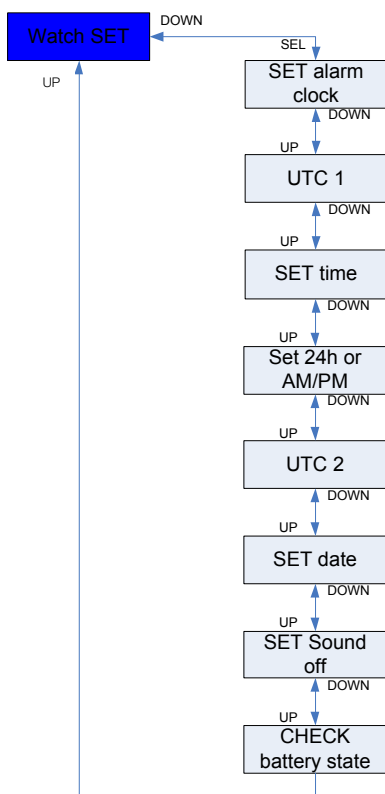 DOWN
Watch SET
SEL
UP
SET alarm
clock
DOWN
UP
UTC 1
DOWN
UP
SET time
DOWN
UP
Set 24h or
AM/PM
DOWN
UP
UTC 2
DOWN
UP
SET date
DOWN
UP
SET Sound
off
DOWN
UP
CHECK
battery state